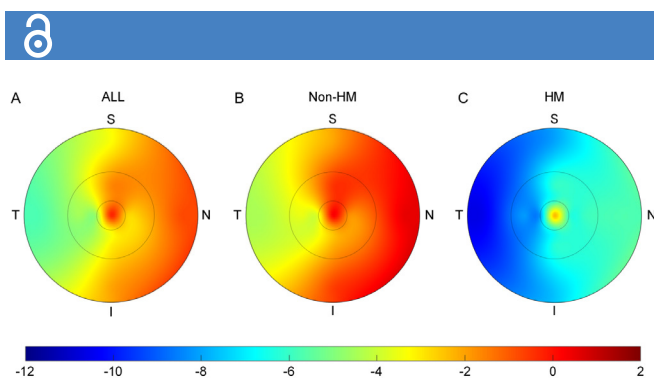 A ALL B Non-HM C HM
S S S
T N T N T N
I I I
-12 -10 -8 -6 -4 -2 0 2